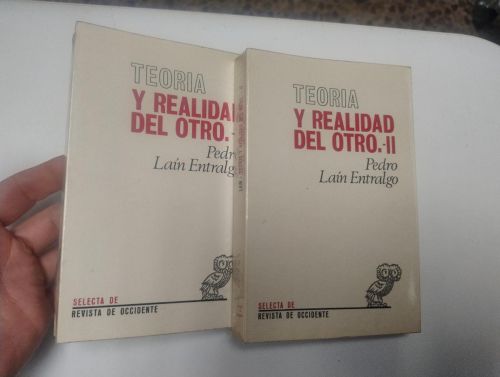 TEORIA
Y REALIDAD
DEL OTRO.-
Pedro
Laín Entralgo
SELECTA DE
REVISTA DE OCCIDENTE
TEORIA
Y REALIDAD
DEL OTRO.-II
Pedro
Laín Entralgo
SELECTA DE
REVISTA DE OCCIDENTE